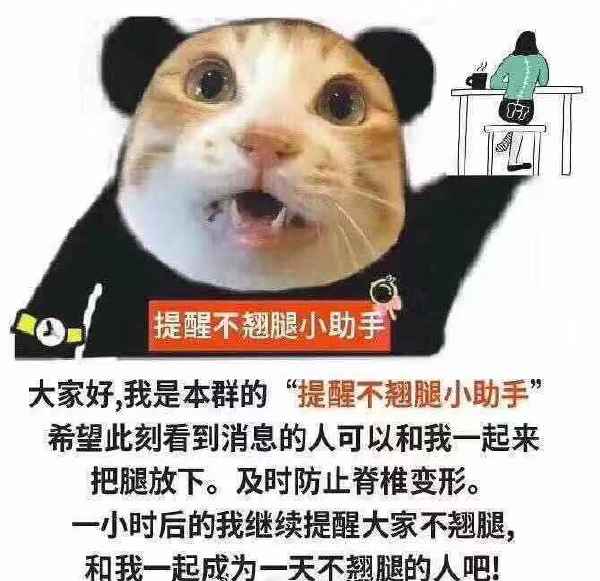 提醒不翘腿小助手
大家好,我是本群的“提醒不翘腿小助手”
希望此刻看到消息的人可以和我一起来
把腿放下。及时防止脊椎变形。
一小时后的我继续提醒大家不翘腿,
和我一起成为一天不翘腿的人吧!